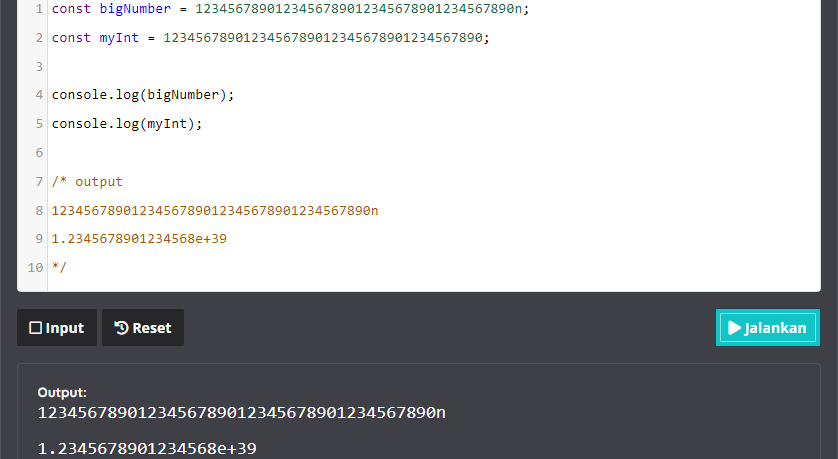 1 const bigNumber = 1234567890123456789012345678901234567890n;
2 const myInt = 1234567890123456789012345678901234567890;
3
4 console.log(bigNumber);
5 console.log(myInt);
6
7 /* output
8 1234567890123456789012345678901234567890n
9 1.2345678901234568e+39
10 */
Input Reset Jalankan
Output:
1234567890123456789012345678901234567890n
1.2345678901234568e+39